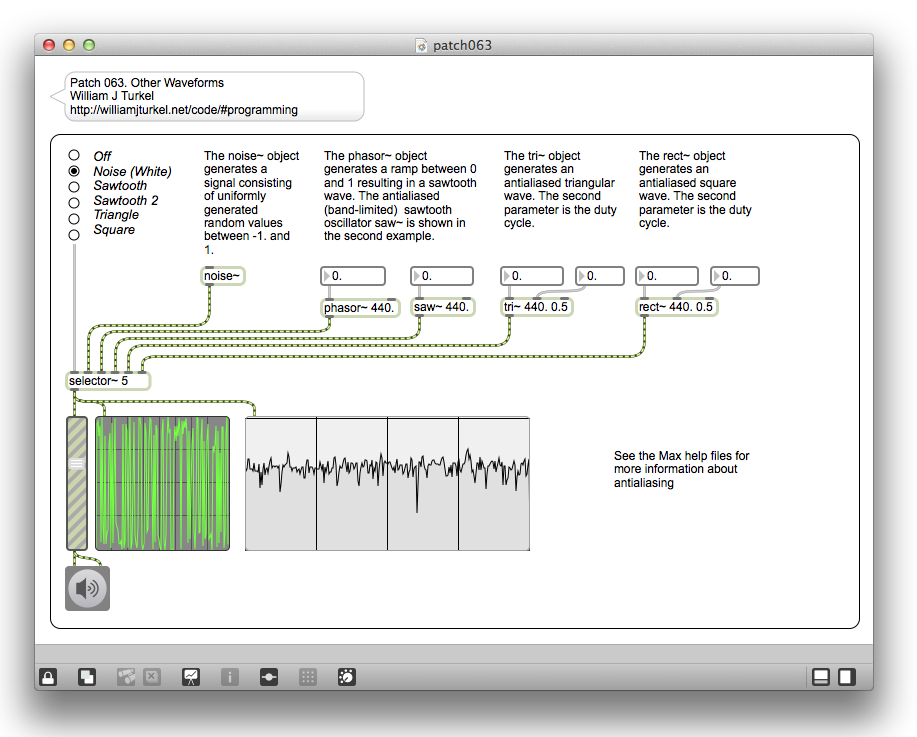 patch063
Patch 063. Other Waveforms
William J Turkel
http://williamjturkel.net/code/#programming
Off
Noise (White)
Sawtooth
Sawtooth 2
Triangle
Square
The noise~ object
generates a
signal consisting
of uniformly
generated
random values
between -1. and
1.
The phasor~ object
generates a ramp between 0
and 1 resulting in a sawtooth
wave. The antialiased
(band-limited)  sawtooth
oscillator saw~ is shown in
the second example.
The tri~ object
generates an
antialiased triangular
wave. The second
parameter is the duty
cycle.
The rect~ object
generates an
antialiased square
wave. The second
parameter is the duty
cycle.
noise~
0.
0.
0.
0.
0.
0.
phasor~ 440.
saw~ 440.
tri~ 440. 0.5
rect~ 440. 0.5
selector~ 5
See the Max help files for
more information about
antialiasing